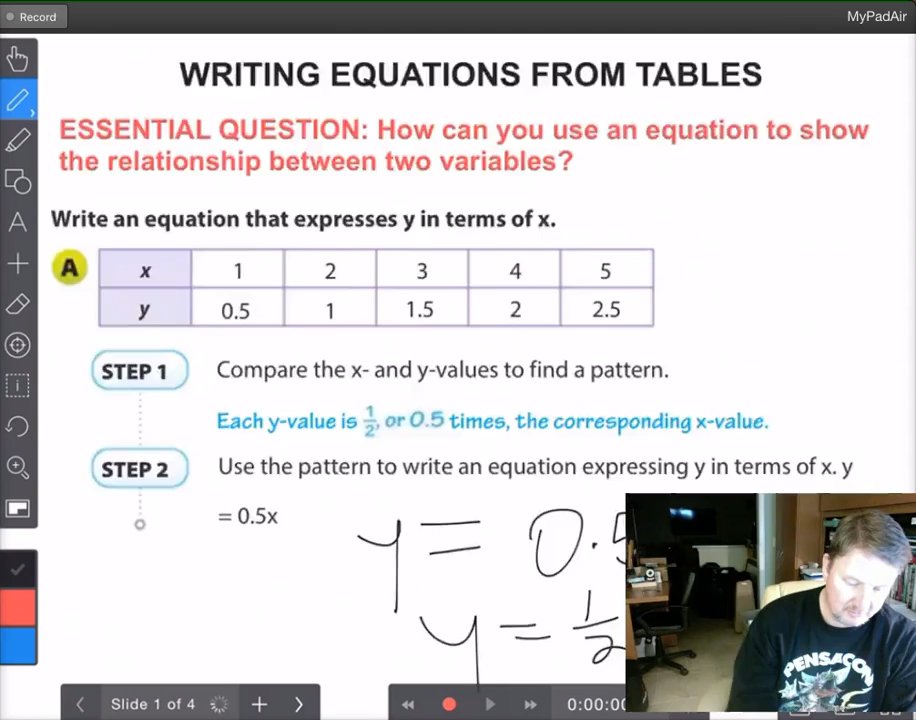 Record
MyPadAir
WRITING EQUATIONS FROM TABLES
ESSENTIAL QUESTION: How can you use an equation to show
the relationship between two variables?
Write an equation that expresses y in terms of x.
A
x 1 2 3 4 5
y 0.5 1 1.5 2 2.5
STEP 1 Compare the x- and y-values to find a pattern.
Each y-value is 1/2, or 0.5 times, the corresponding x-value.
STEP 2 Use the pattern to write an equation expressing y in terms of x. y
= 0.5x
y = 0.5
y = 1/2
PENSACON
Slide 1 of 4
0:00:00